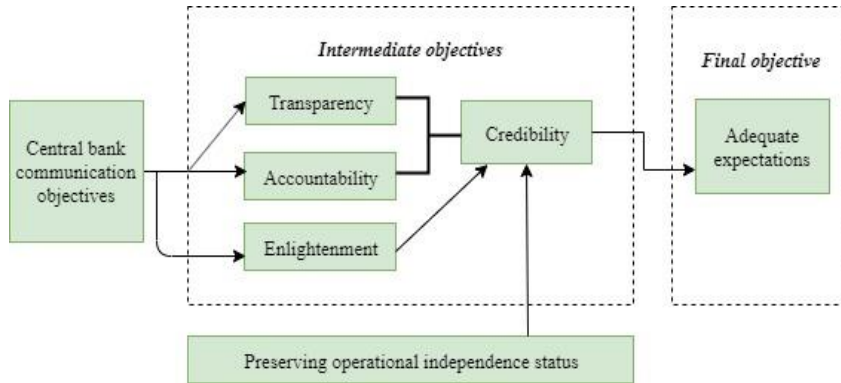 Intermediate objectives
Final objective
Transparency
Credibility
Adequate
expectations
Central bank
communication
objectives
Accountability
Enlightenment
Preserving operational independence status